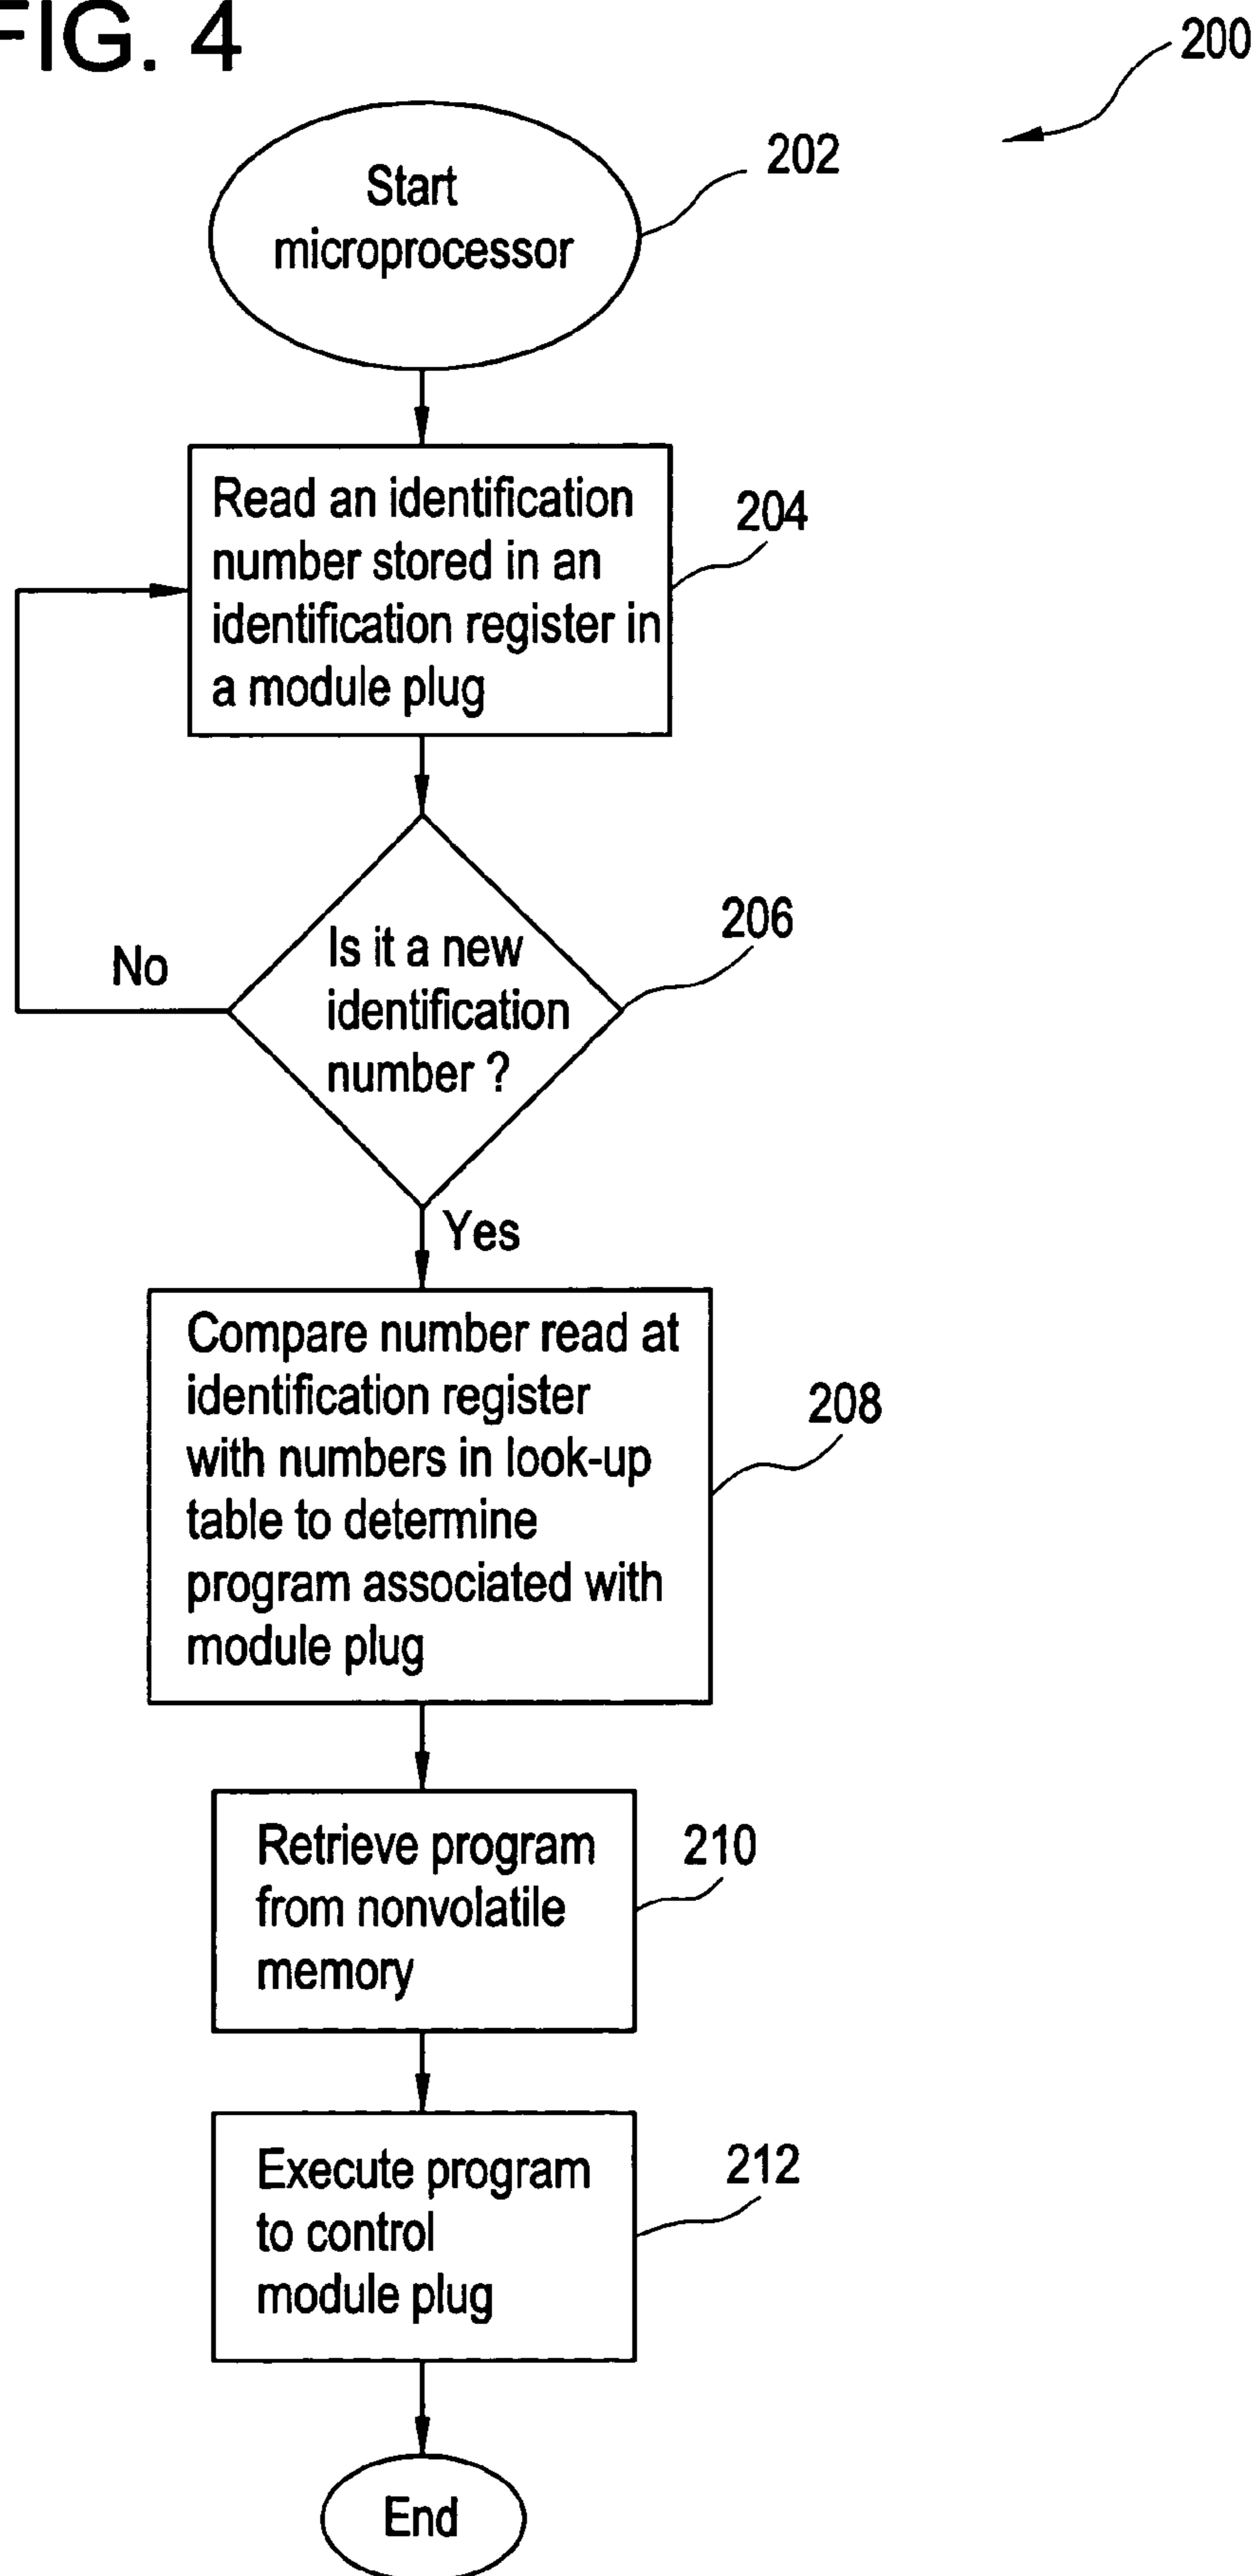 FIG. 4
200
Start
microprocessor
202
Read an identification
number stored in an
identification register in
a module plug
204
Is it a new
identification
number ?
206
No
Yes
Compare number read at
identification register
with numbers in look-up
table to determine
program associated with
module plug
208
Retrieve program
from nonvolatile
memory
210
Execute program
to control
module plug
212
End